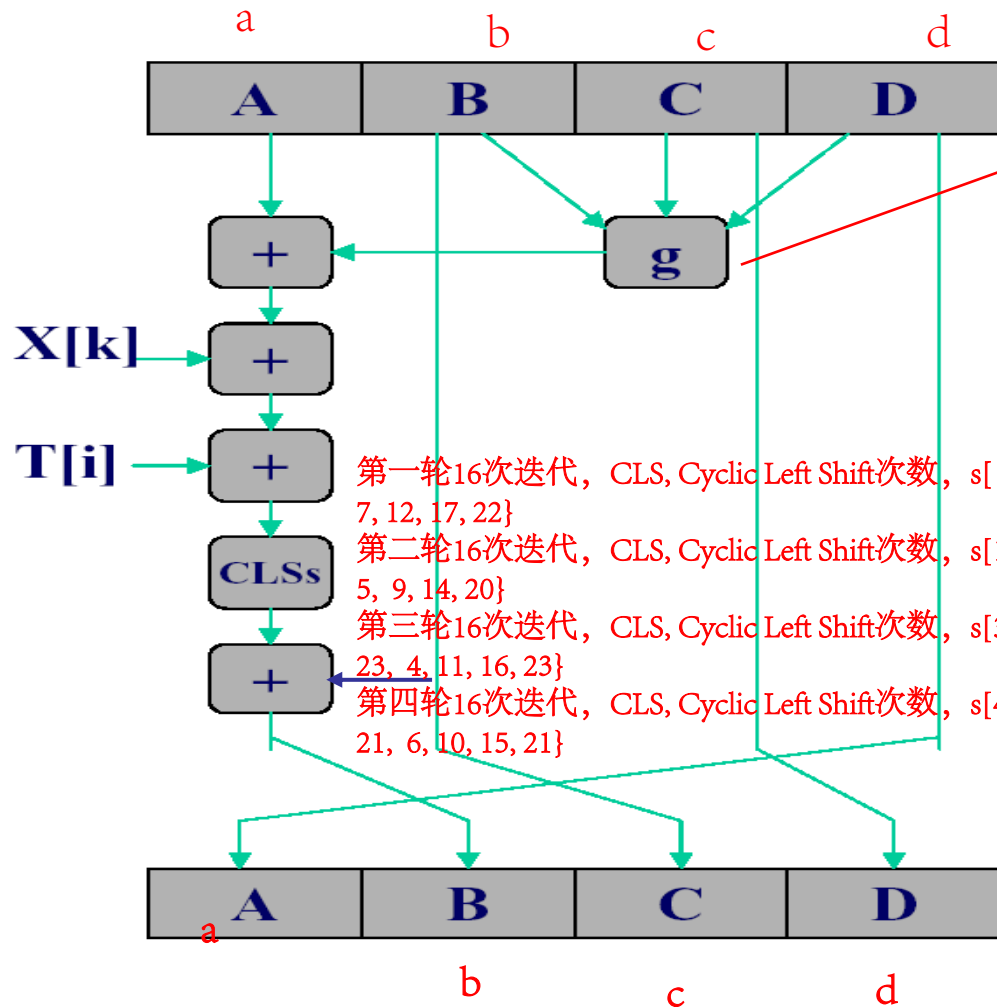 a b c d
A B C D
+ g
X[k] +
T[i] +
第一轮16次迭代，CLS, Cyclic Left Shift次数，s[
7, 12, 17, 22}
第二轮16次迭代，CLS, Cyclic Left Shift次数，s[1
CLSs
5, 9, 14, 20}
第三轮16次迭代，CLS, Cyclic Left Shift次数，s[3
23, 4, 11, 16, 23}
+
第四轮16次迭代，CLS, Cyclic Left Shift次数，s[4
21, 6, 10, 15, 21}
A B C D
a
b c d